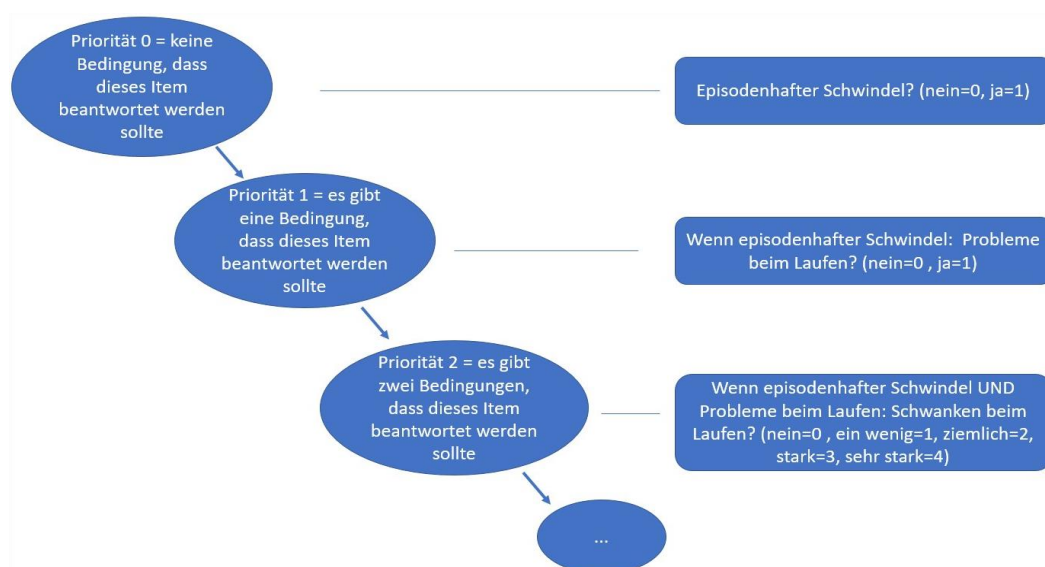 Priorität 0 = keine
Bedingung, dass
dieses Item
beantwortet werden
sollte
Episodenhafter Schwindel? (nein=0, ja=1)
Priorität 1 = es gibt
eine Bedingung,
dass dieses Item
beantwortet werden
sollte
Wenn episodenhafter Schwindel:  Probleme
beim Laufen? (nein=0 , ja=1)
Priorität 2 = es gibt
zwei Bedingungen,
dass dieses Item
beantwortet werden
sollte
Wenn episodenhafter Schwindel UND
Probleme beim Laufen: Schwanken beim
Laufen? (nein=0 , ein wenig=1, ziemlich=2,
stark=3, sehr stark=4)
...